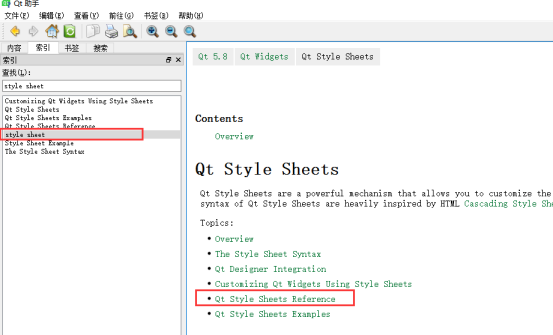 Qt 助手
文件(F) 编辑(E) 查看(V) 前往(G) 书签(B) 帮助(H)
内容 索引 书签 搜索
索引
查找(L):
style sheet
Customizing Qt Widgets Using Style Sheets
Qt Style Sheets
Qt Style Sheets Examples
Qt Style Sheets Reference
style sheet
Style Sheet Example
The Style Sheet Syntax
Qt 5.8 Qt Widgets Qt Style Sheets
Contents
Overview
Qt Style Sheets
Qt Style Sheets are a powerful mechanism that allows you to customize the
syntax of Qt Style Sheets are heavily inspired by HTML Cascading Style She
Topics:
• Overview
• The Style Sheet Syntax
• Qt Designer Integration
• Customizing Qt Widgets Using Style Sheets
• Qt Style Sheets Reference
• Qt Style Sheets Examples